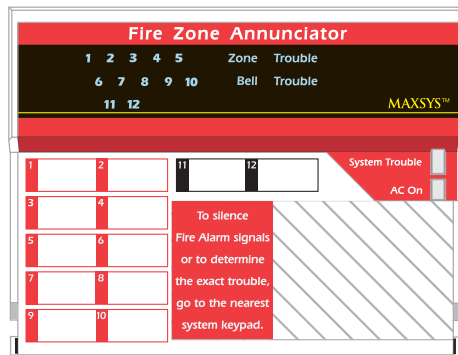 Fire Zone Annunciator
1 2 3 4 5 Zone Trouble
6 7 8 9 10 Bell Trouble
11 12 MAXSYS™
1 2 11 12 System Trouble
AC On
3 4
5 6
7 8
9 10
To silence
Fire Alarm signals
or to determine
the exact trouble,
go to the nearest
system keypad.